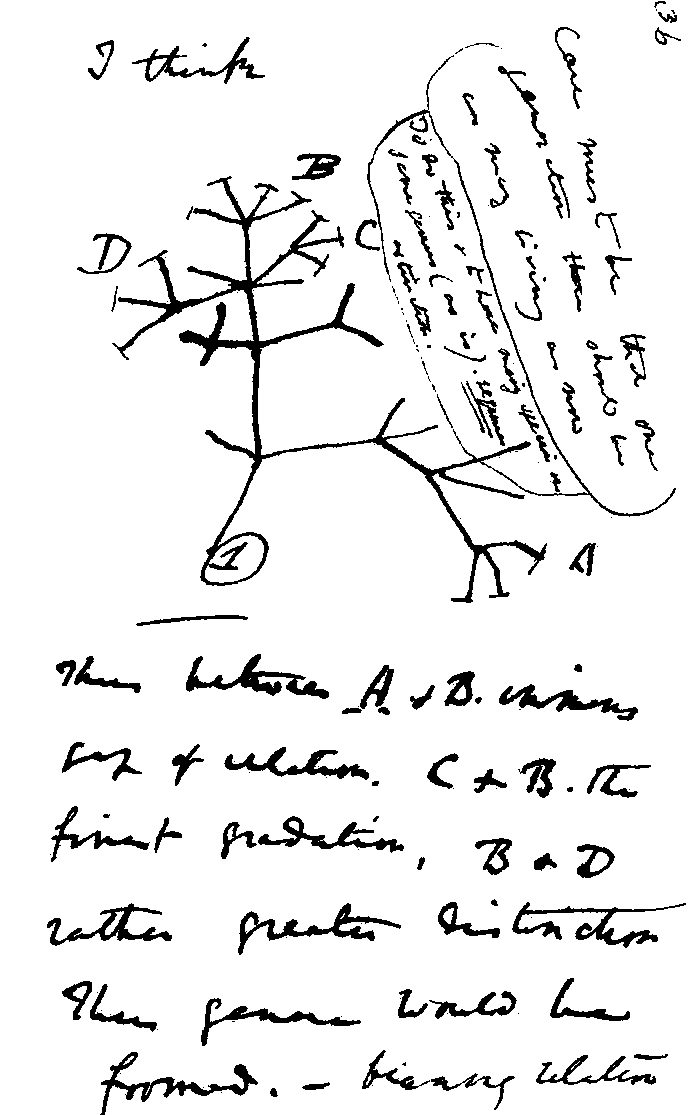 36
I think
Case must be that one
generation then should be
as many living as now
To do this & to have many species in
same genus (as is). requires
extinction.
B
C
D
A
1
Thus between A & B. immens
gap of relation. C & B. The
finest gradation, B & D
rather greater distinction
Thus genera would be
formed. — bearing relation